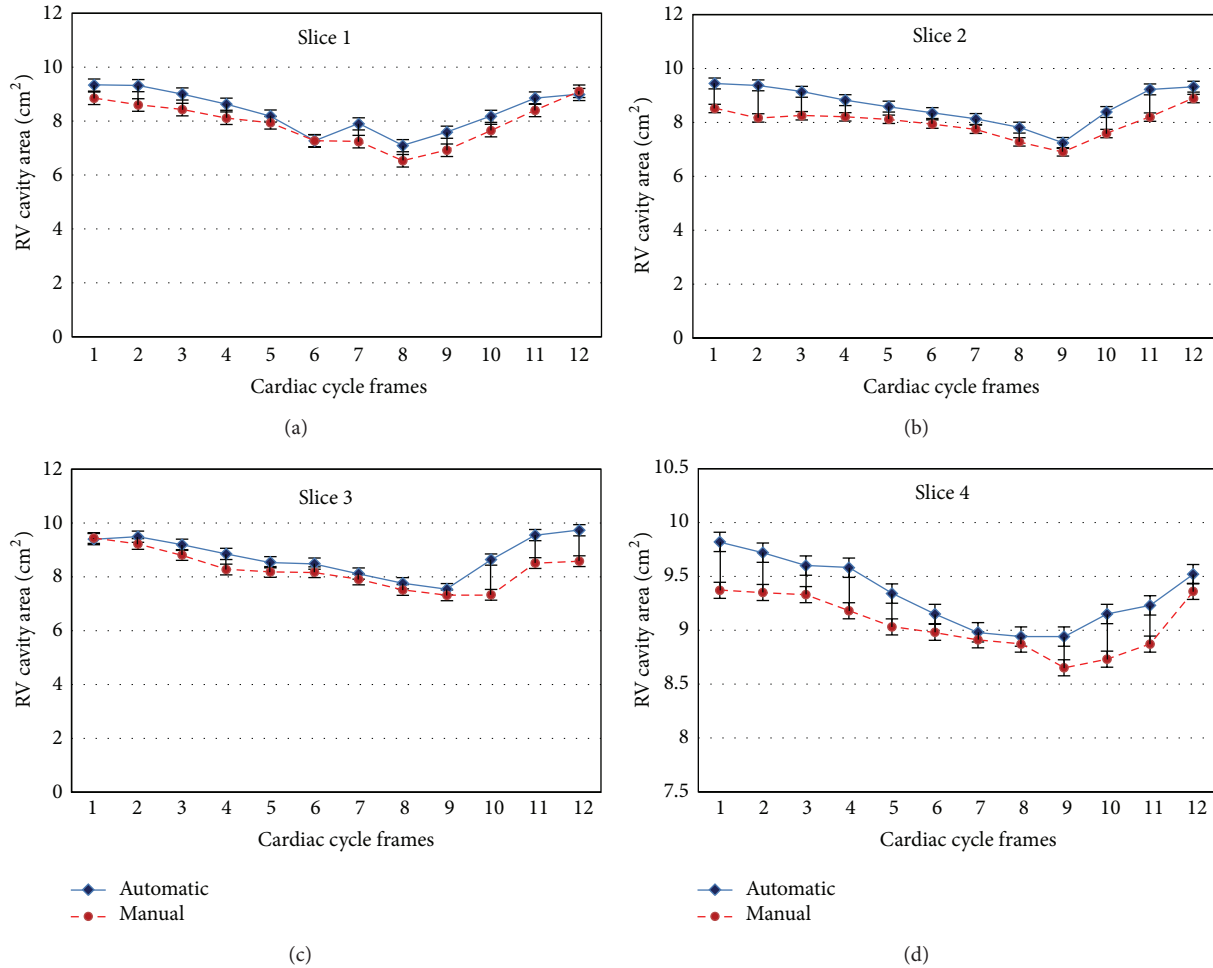 12
10
8
6
4
2
0
RV cavity area (cm²)
Slice 1
1 2 3 4 5 6 7 8 9 10 11 12
Cardiac cycle frames
(a)
12
10
8
6
4
2
0
RV cavity area (cm²)
Slice 2
1 2 3 4 5 6 7 8 9 10 11 12
Cardiac cycle frames
(b)
12
10
8
6
4
2
0
RV cavity area (cm²)
Slice 3
1 2 3 4 5 6 7 8 9 10 11 12
Cardiac cycle frames
Automatic
Manual
(c)
10.5
10
9.5
9
8.5
8
7.5
RV cavity area (cm²)
Slice 4
1 2 3 4 5 6 7 8 9 10 11 12
Cardiac cycle frames
Automatic
Manual
(d)